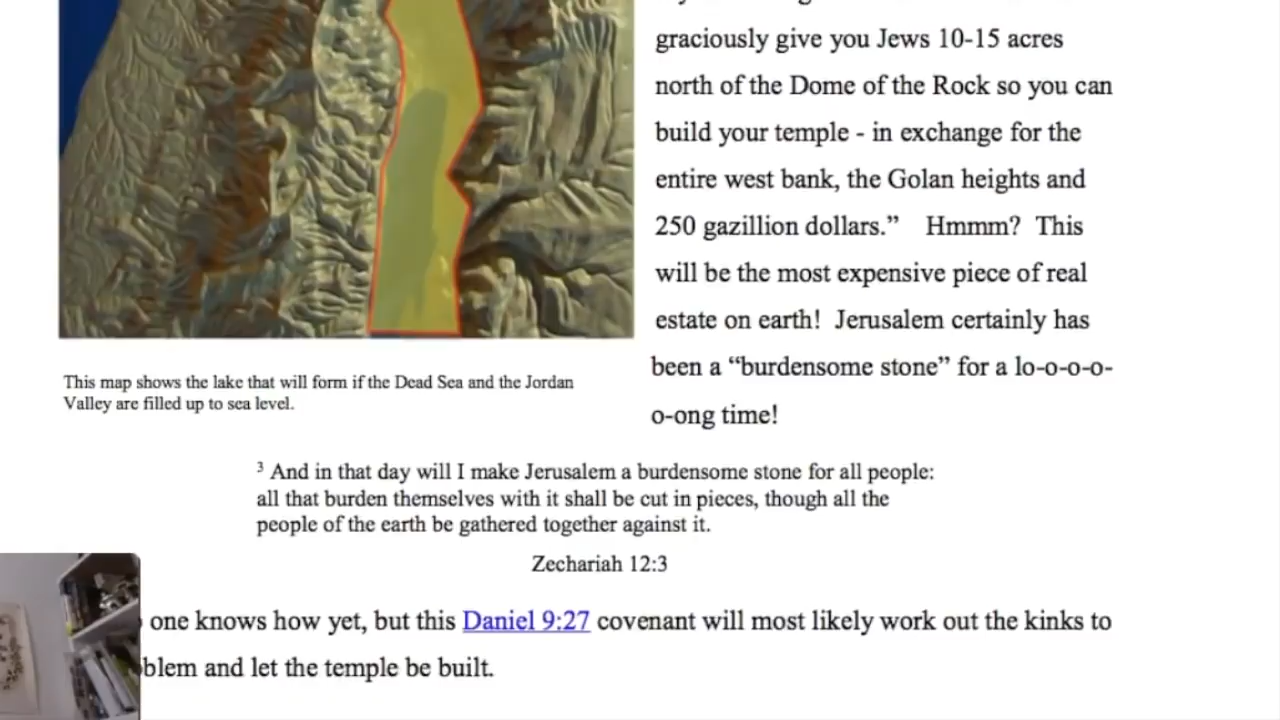 graciously give you Jews 10-15 acres
north of the Dome of the Rock so you can
build your temple - in exchange for the
entire west bank, the Golan heights and
250 gazillion dollars.” Hmmm? This
will be the most expensive piece of real
estate on earth! Jerusalem certainly has
been a “burdensome stone” for a lo-o-o-o-
o-ong time!
This map shows the lake that will form if the Dead Sea and the Jordan
Valley are filled up to sea level.
3 And in that day will I make Jerusalem a burdensome stone for all people:
all that burden themselves with it shall be cut in pieces, though all the
people of the earth be gathered together against it.
Zechariah 12:3
one knows how yet, but this Daniel 9:27 covenant will most likely work out the kinks to
blem and let the temple be built.